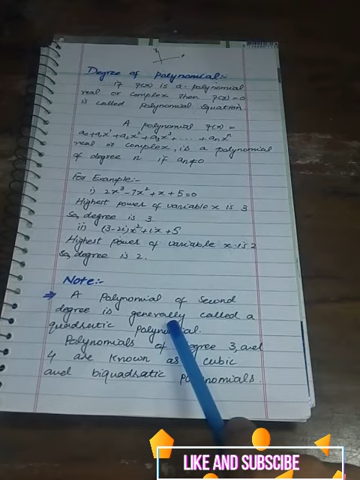 Degree of Polynomial:-
if f(x) is a polynomial
real or complex then f(x)=0
is called Polynomial Equation
A polynomial f(x) =
a₀+a₁x¹+a₂x²+a₃x³, ... +aₙxⁿ
real or complex, is a polynomial
of degree n if aₙ≠0
For Example:-
i) 2x³-7x²+x+5=0
Highest power of variable x is 3
So, degree is 3.
ii) (3-2i)x²+ix+5
Highest power of variable x is 2
So, degree is 2.
Note:-
A Polynomial of Second
degree is generally called a
quadratic polynomial.
Polynomials of degree 3, and
4 are known as cubic
and biquadratic polynomials
LIKE AND SUBSCIBE